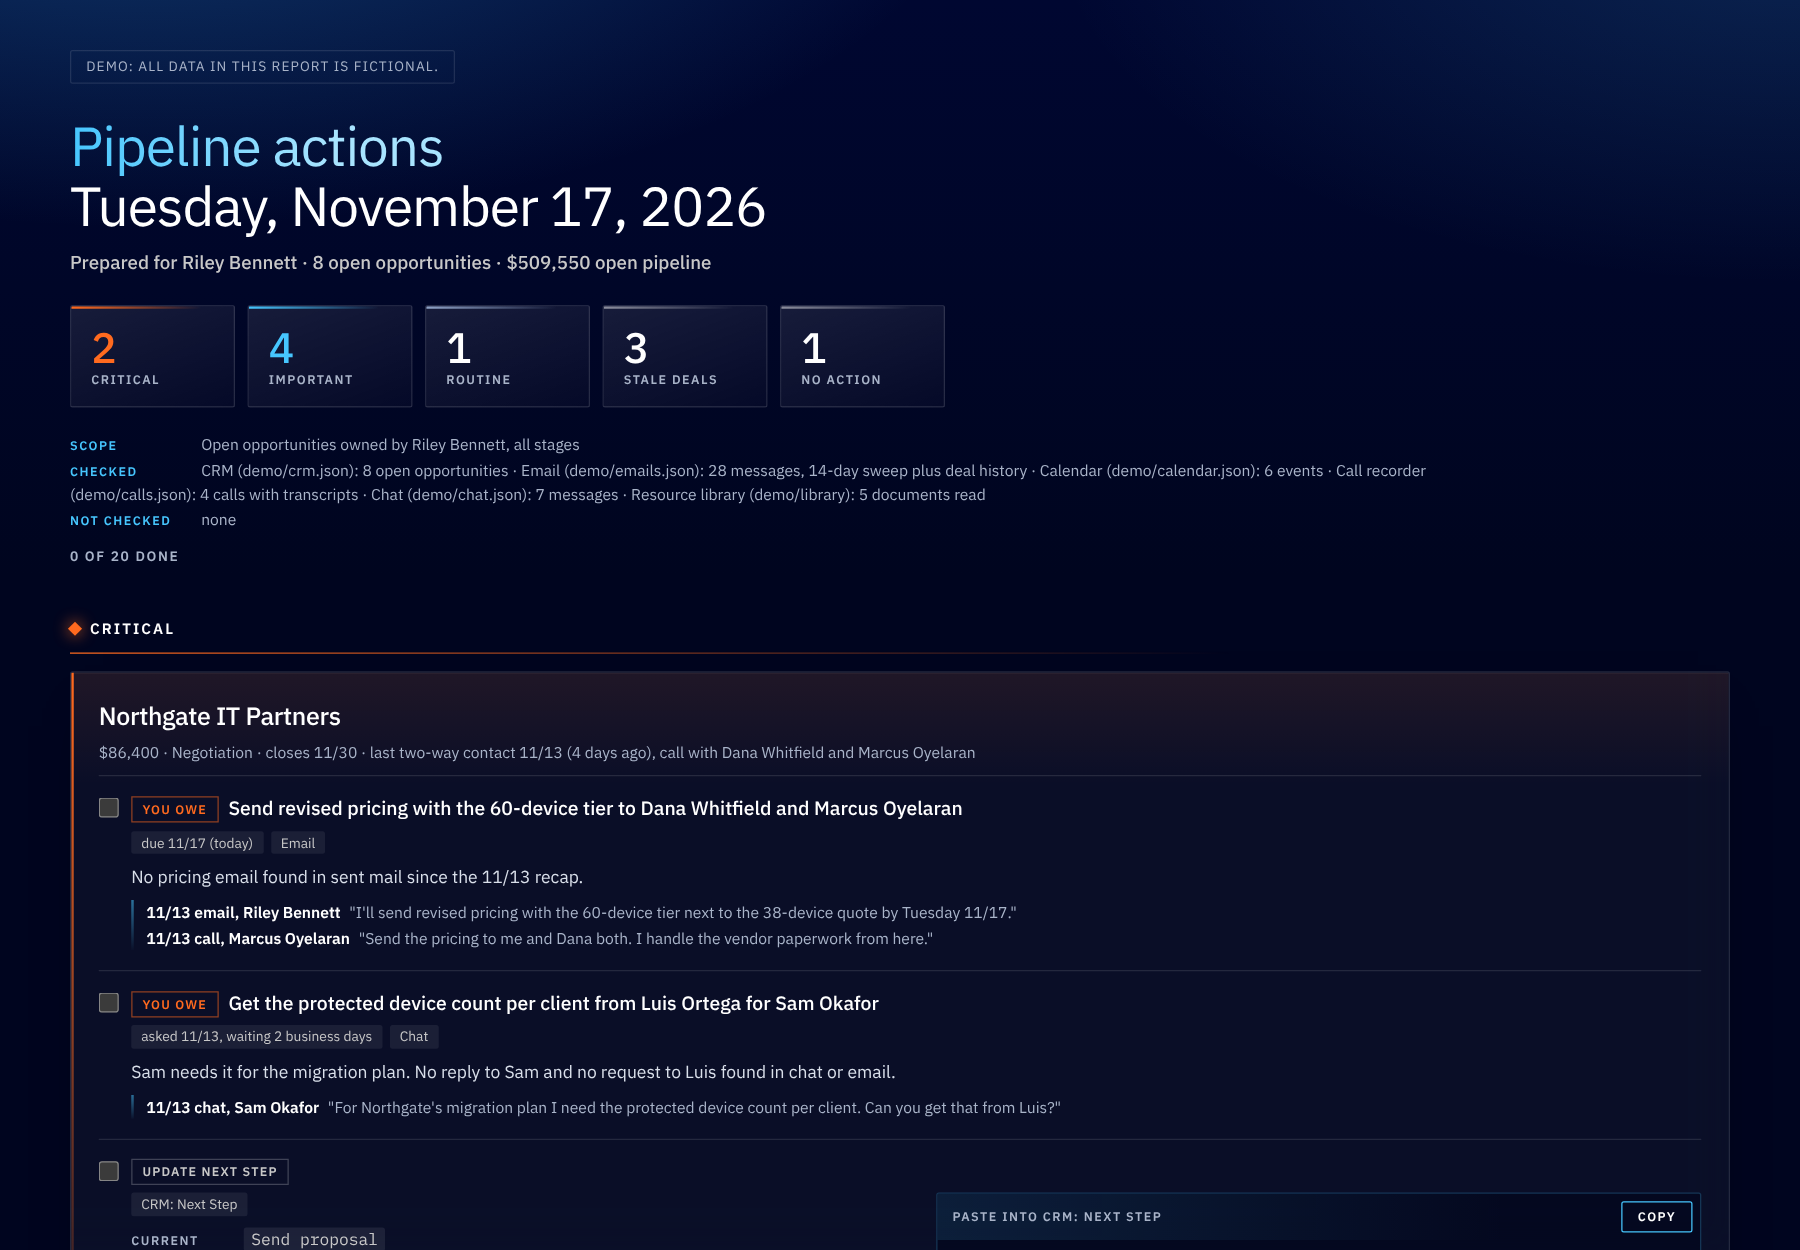 DEMO: ALL DATA IN THIS REPORT IS FICTIONAL.
Pipeline actions
Tuesday, November 17, 2026
Prepared for Riley Bennett · 8 open opportunities · $509,550 open pipeline
2
CRITICAL
4
IMPORTANT
1
ROUTINE
3
STALE DEALS
1
NO ACTION
SCOPE Open opportunities owned by Riley Bennett, all stages
CHECKED CRM (demo/crm.json): 8 open opportunities · Email (demo/emails.json): 28 messages, 14-day sweep plus deal history · Calendar (demo/calendar.json): 6 events · Call recorder
(demo/calls.json): 4 calls with transcripts · Chat (demo/chat.json): 7 messages · Resource library (demo/library): 5 documents read
NOT CHECKED none
0 OF 20 DONE
CRITICAL
Northgate IT Partners
$86,400 · Negotiation · closes 11/30 · last two-way contact 11/13 (4 days ago), call with Dana Whitfield and Marcus Oyelaran
YOU OWE Send revised pricing with the 60-device tier to Dana Whitfield and Marcus Oyelaran
due 11/17 (today) Email
No pricing email found in sent mail since the 11/13 recap.
11/13 email, Riley Bennett "I'll send revised pricing with the 60-device tier next to the 38-device quote by Tuesday 11/17."
11/13 call, Marcus Oyelaran "Send the pricing to me and Dana both. I handle the vendor paperwork from here."
YOU OWE Get the protected device count per client from Luis Ortega for Sam Okafor
asked 11/13, waiting 2 business days Chat
Sam needs it for the migration plan. No reply to Sam and no request to Luis found in chat or email.
11/13 chat, Sam Okafor "For Northgate's migration plan I need the protected device count per client. Can you get that from Luis?"
UPDATE NEXT STEP
CRM: Next Step
CURRENT Send proposal
PASTE INTO CRM: NEXT STEP COPY